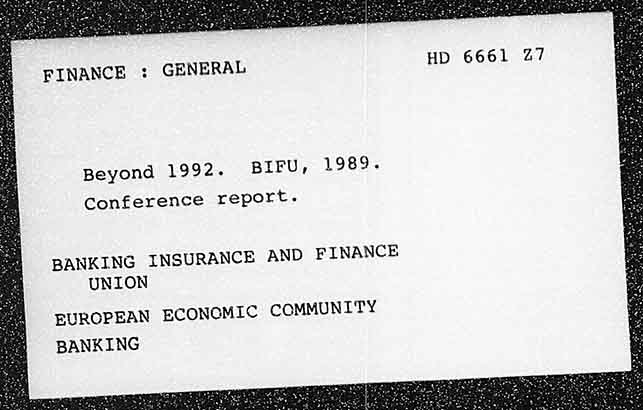 FINANCE : GENERAL
HD 6661 Z7
Beyond 1992. BIFU, 1989.
Conference report.
BANKING INSURANCE AND FINANCE
UNION
EUROPEAN ECONOMIC COMMUNITY
BANKING